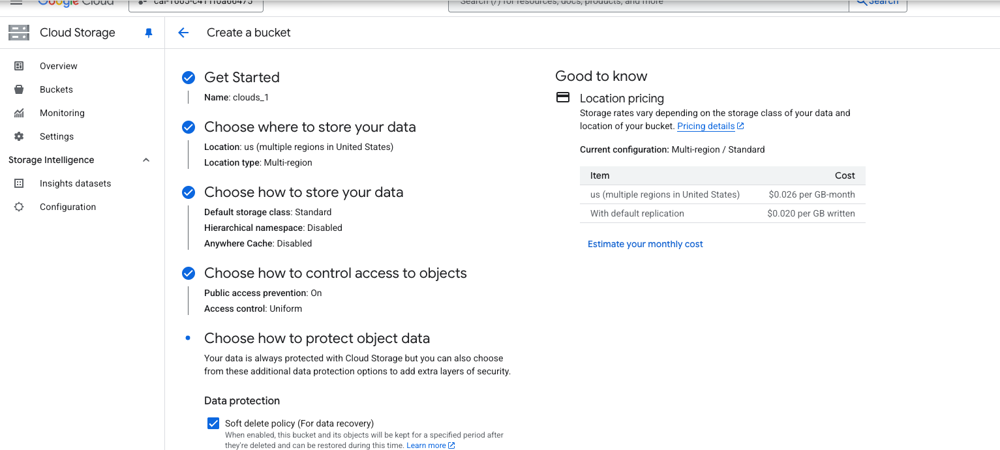 Google Cloud
Search (/) for resources, docs, products, and more
Search
Cloud Storage
Create a bucket
Overview
Buckets
Monitoring
Settings
Storage Intelligence
Insights datasets
Configuration
Get Started
Name: clouds_1
Choose where to store your data
Location: us (multiple regions in United States)
Location type: Multi-region
Choose how to store your data
Default storage class: Standard
Hierarchical namespace: Disabled
Anywhere Cache: Disabled
Choose how to control access to objects
Public access prevention: On
Access control: Uniform
Choose how to protect object data
Your data is always protected with Cloud Storage but you can also choose
from these additional data protection options to add extra layers of security.
Data protection
Soft delete policy (For data recovery)
When enabled, this bucket and its objects will be kept for a specified period after
they're deleted and can be restored during this time. Learn more
Good to know
Location pricing
Storage rates vary depending on the storage class of your data and
location of your bucket. Pricing details
Current configuration: Multi-region / Standard
Item Cost
us (multiple regions in United States) $0.026 per GB-month
With default replication $0.020 per GB written
Estimate your monthly cost